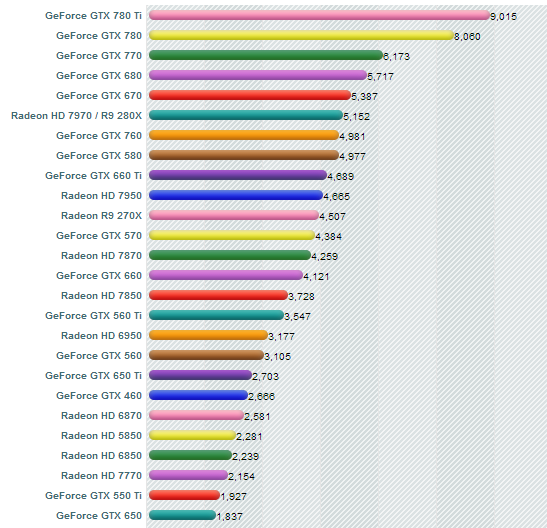 GeForce GTX 780 Ti 9,015
GeForce GTX 780 8,060
GeForce GTX 770 6,173
GeForce GTX 680 5,717
GeForce GTX 670 5,387
Radeon HD 7970 / R9 280X 5,152
GeForce GTX 760 4,981
GeForce GTX 580 4,977
GeForce GTX 660 Ti 4,689
Radeon HD 7950 4,665
Radeon R9 270X 4,507
GeForce GTX 570 4,384
Radeon HD 7870 4,259
GeForce GTX 660 4,121
Radeon HD 7850 3,728
GeForce GTX 560 Ti 3,547
Radeon HD 6950 3,177
GeForce GTX 560 3,105
GeForce GTX 650 Ti 2,703
GeForce GTX 460 2,666
Radeon HD 6870 2,581
Radeon HD 5850 2,281
Radeon HD 6850 2,239
Radeon HD 7770 2,154
GeForce GTX 550 Ti 1,927
GeForce GTX 650 1,837